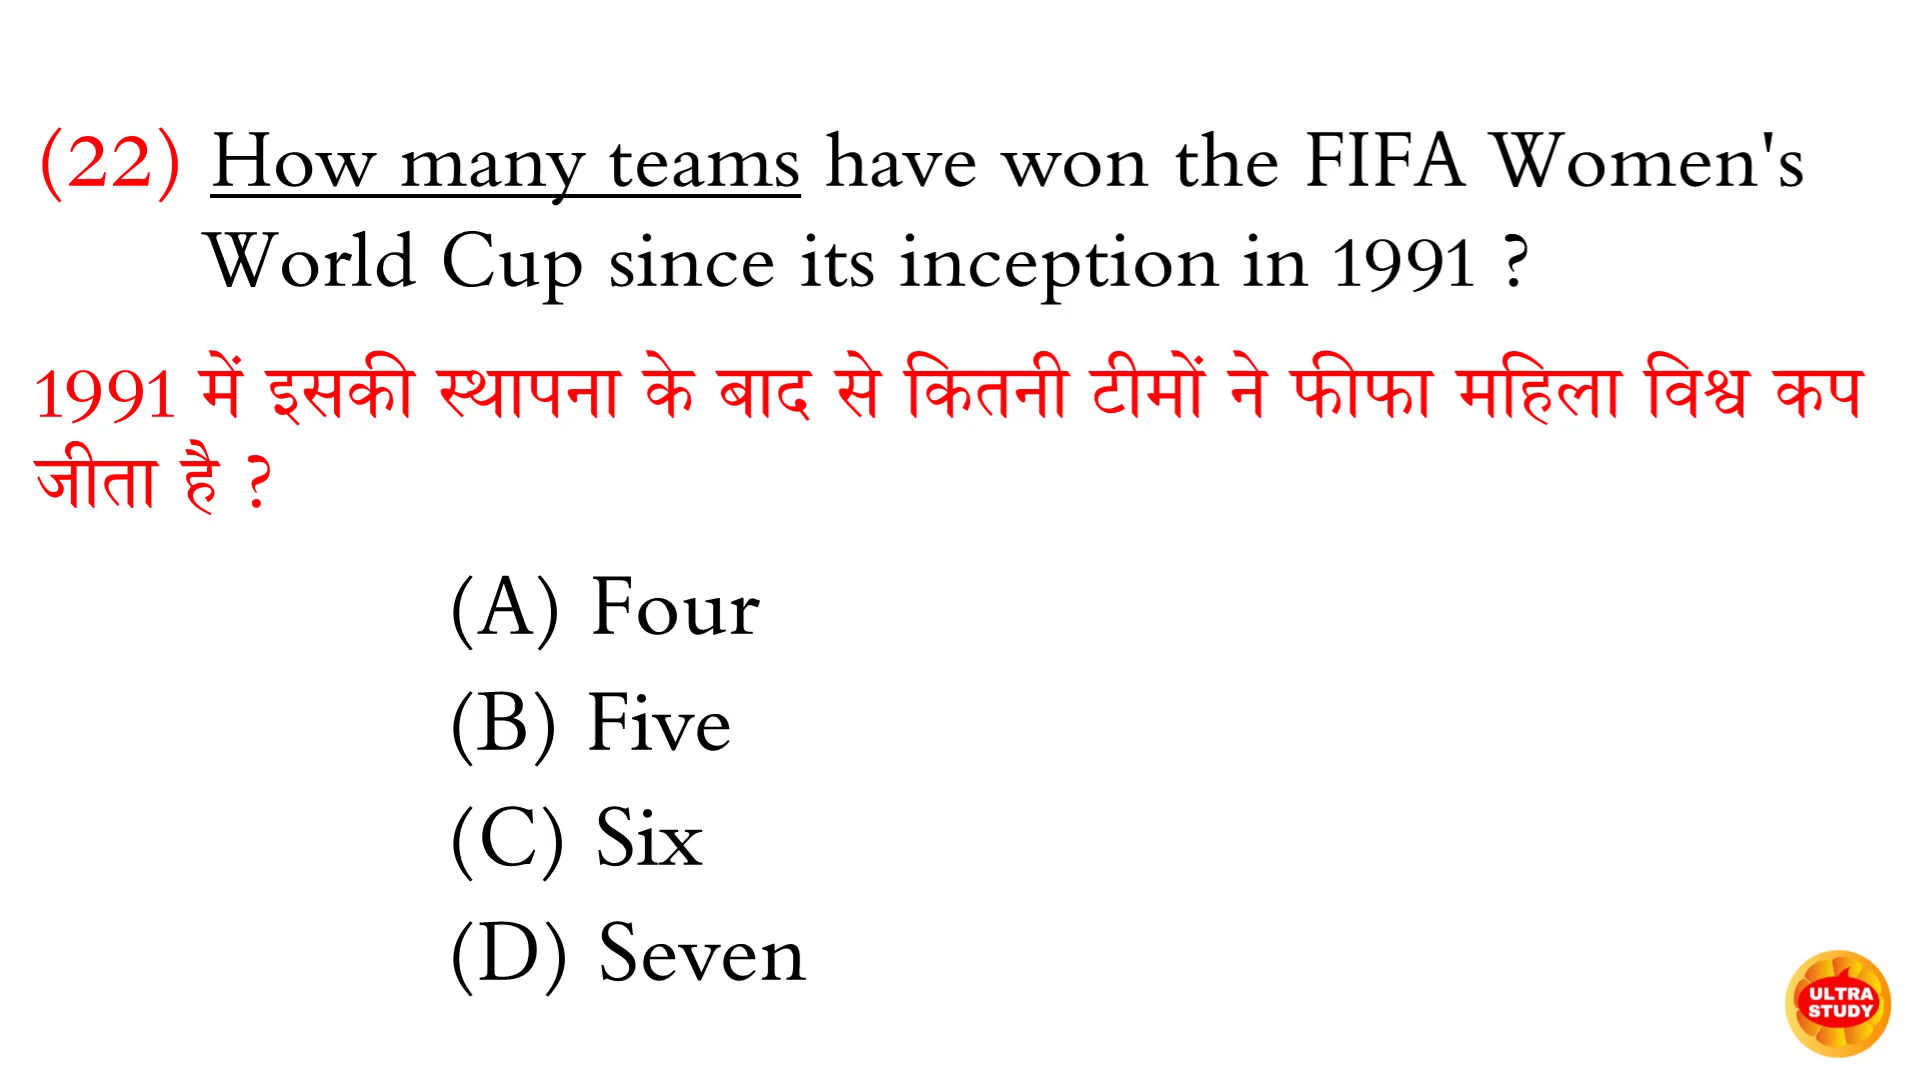 (22) How many teams have won the FIFA Women's
World Cup since its inception in 1991 ?
1991 में इसकी स्थापना के बाद से कितनी टीमों ने फीफा महिला विश्व कप
जीता है ?
(A) Four
(B) Five
(C) Six
(D) Seven
ULTRA
STUDY